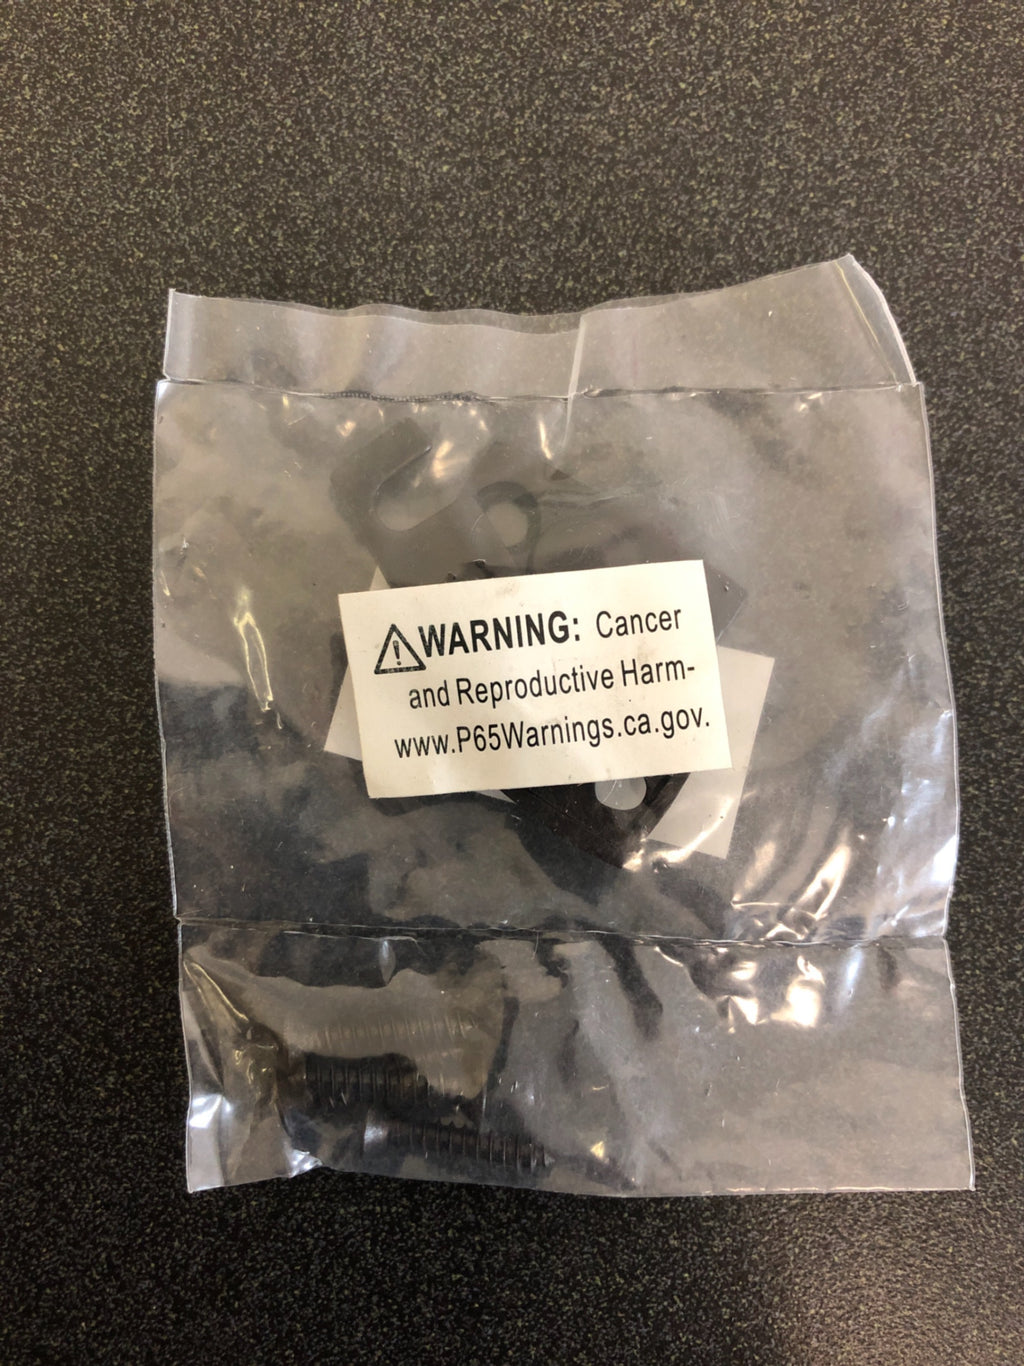 WARNING: Cancer
and Reproductive Harm-
www.P65Warnings.ca.gov.